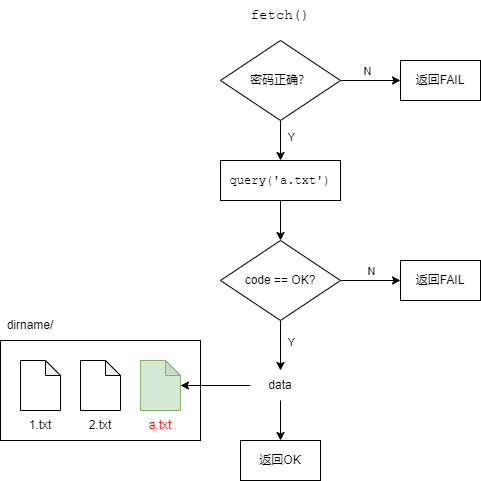 fetch()
密码正确?
N
返回FAIL
Y
query('a.txt')
code == OK?
N
返回FAIL
Y
dirname/
data
1.txt
2.txt
a.txt
返回OK